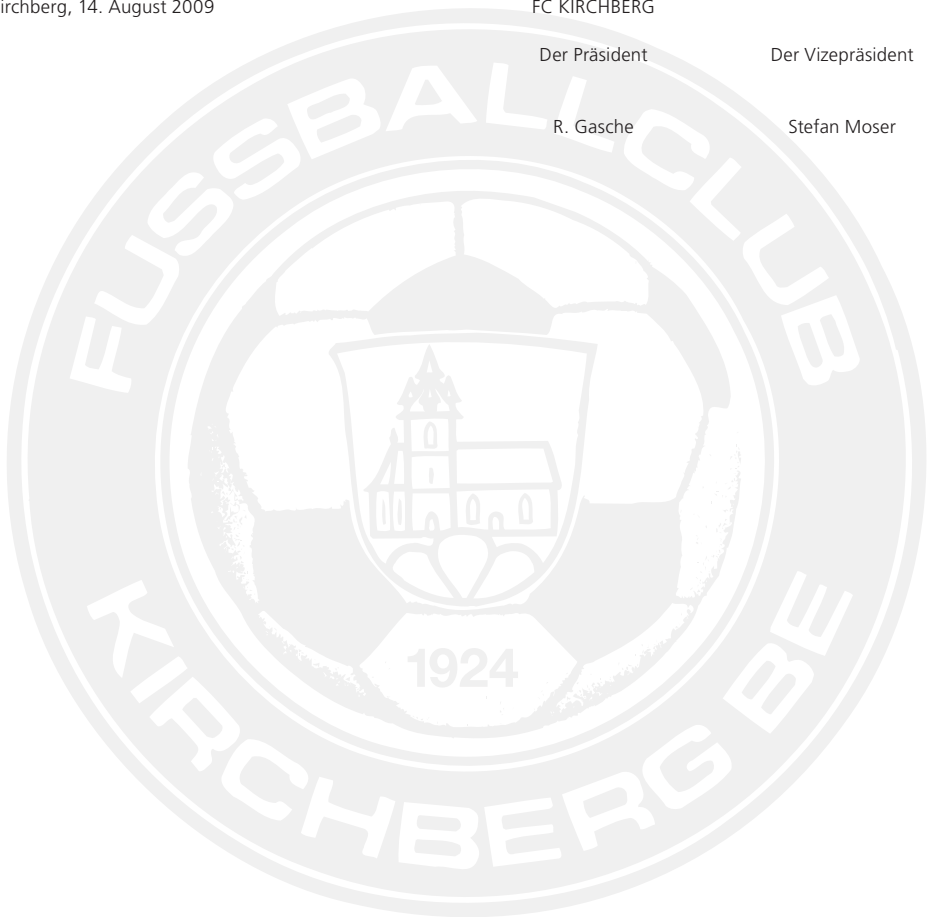 irchberg, 14. August 2009 FC KIRCHBERG
Der Präsident Der Vizepräsident
R. Gasche Stefan Moser
FUSSBALLCLUB
1924
KIRCHBERG BE